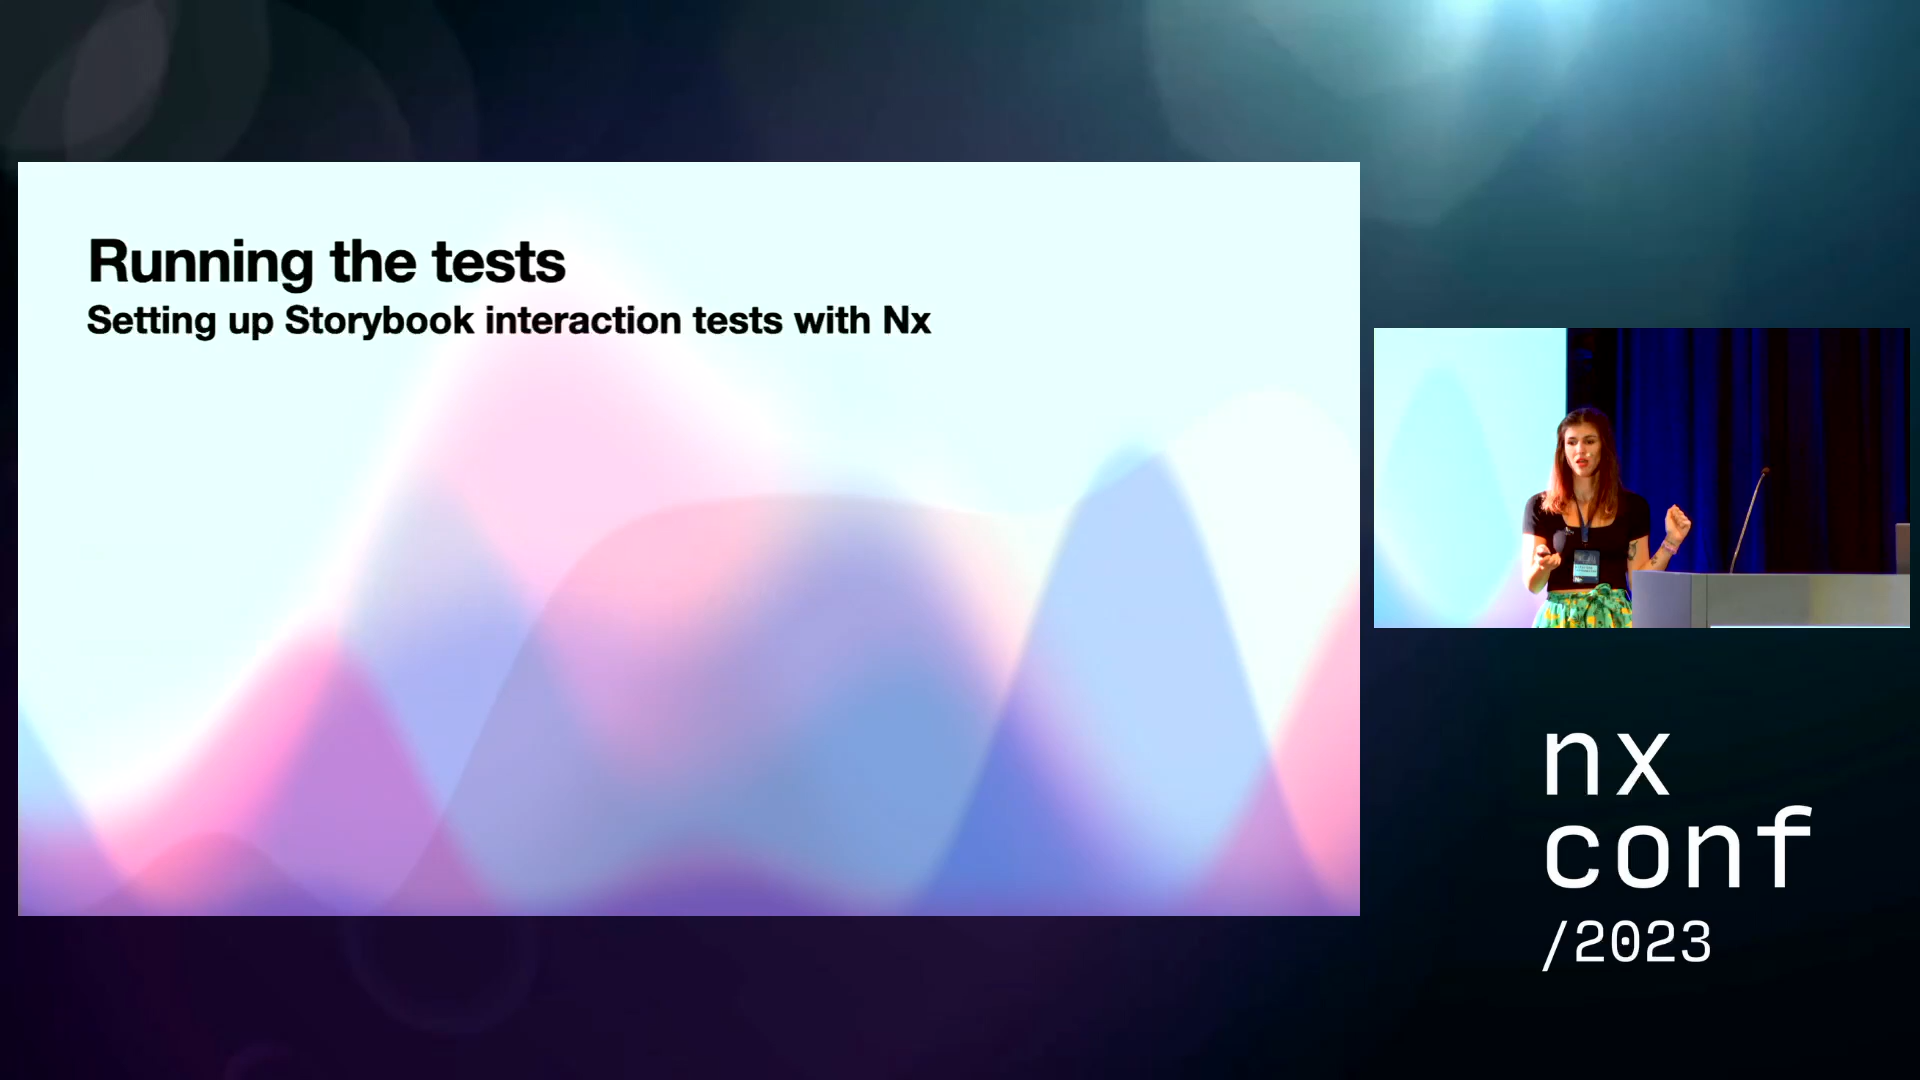 Running the tests
Setting up Storybook interaction tests with Nx
nx
conf
/2023